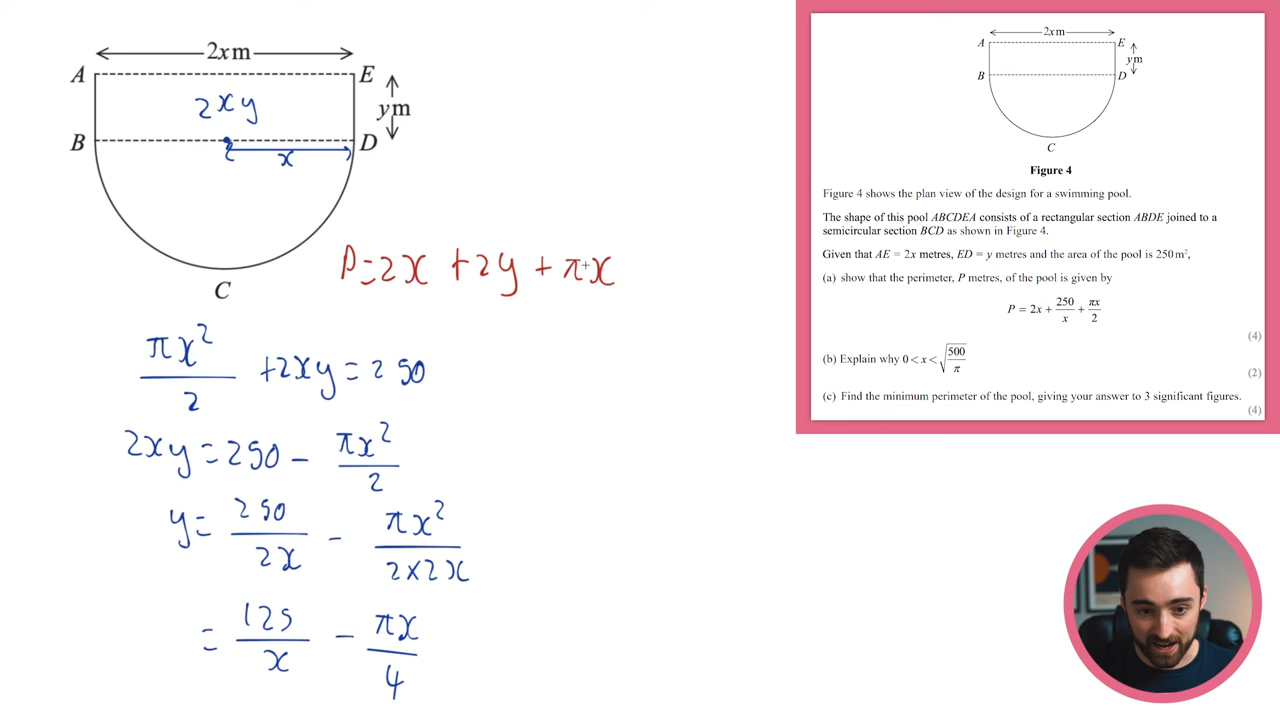 2x m
A
E
2xy
y m
B
D
x
C
P=2x + 2y + πx
πx²/2 + 2xy = 250
2xy = 250 - πx²/2
y = 250/2x - πx²/2×2x
= 125/x - πx/4
2x m
A
E
y m
B
D
C
Figure 4
Figure 4 shows the plan view of the design for a swimming pool.
The shape of this pool ABCDEA consists of a rectangular section ABDE joined to a
semicircular section BCD as shown in Figure 4.
Given that AE = 2x metres, ED = y metres and the area of the pool is 250 m²,
(a) show that the perimeter, P metres, of the pool is given by
P = 2x + 250/x + πx/2
(4)
(b) Explain why 0 < x < √(500/π)
(2)
(c) Find the minimum perimeter of the pool, giving your answer to 3 significant figures.
(4)